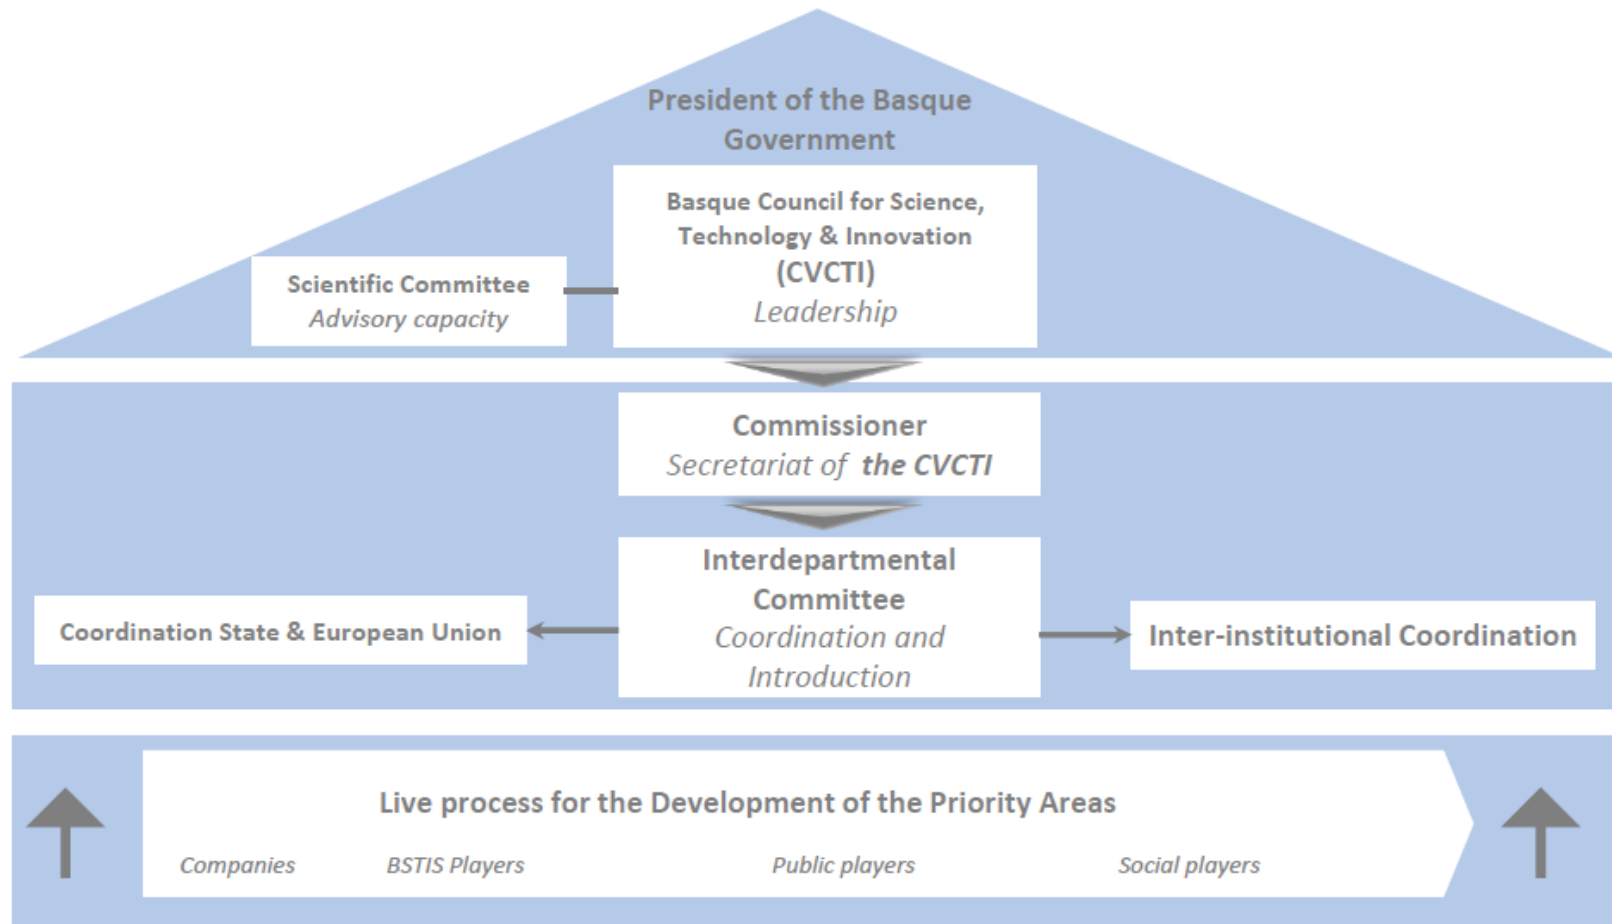 President of the Basque
Government
Basque Council for Science,
Technology & Innovation
(CVCTI)
Leadership
Scientific Committee
Advisory capacity
Commissioner
Secretariat of the CVCTI
Interdepartmental
Committee
Coordination and
Introduction
Coordination State & European Union
Inter-institutional Coordination
Live process for the Development of the Priority Areas
Companies BSTIS Players Public players Social players